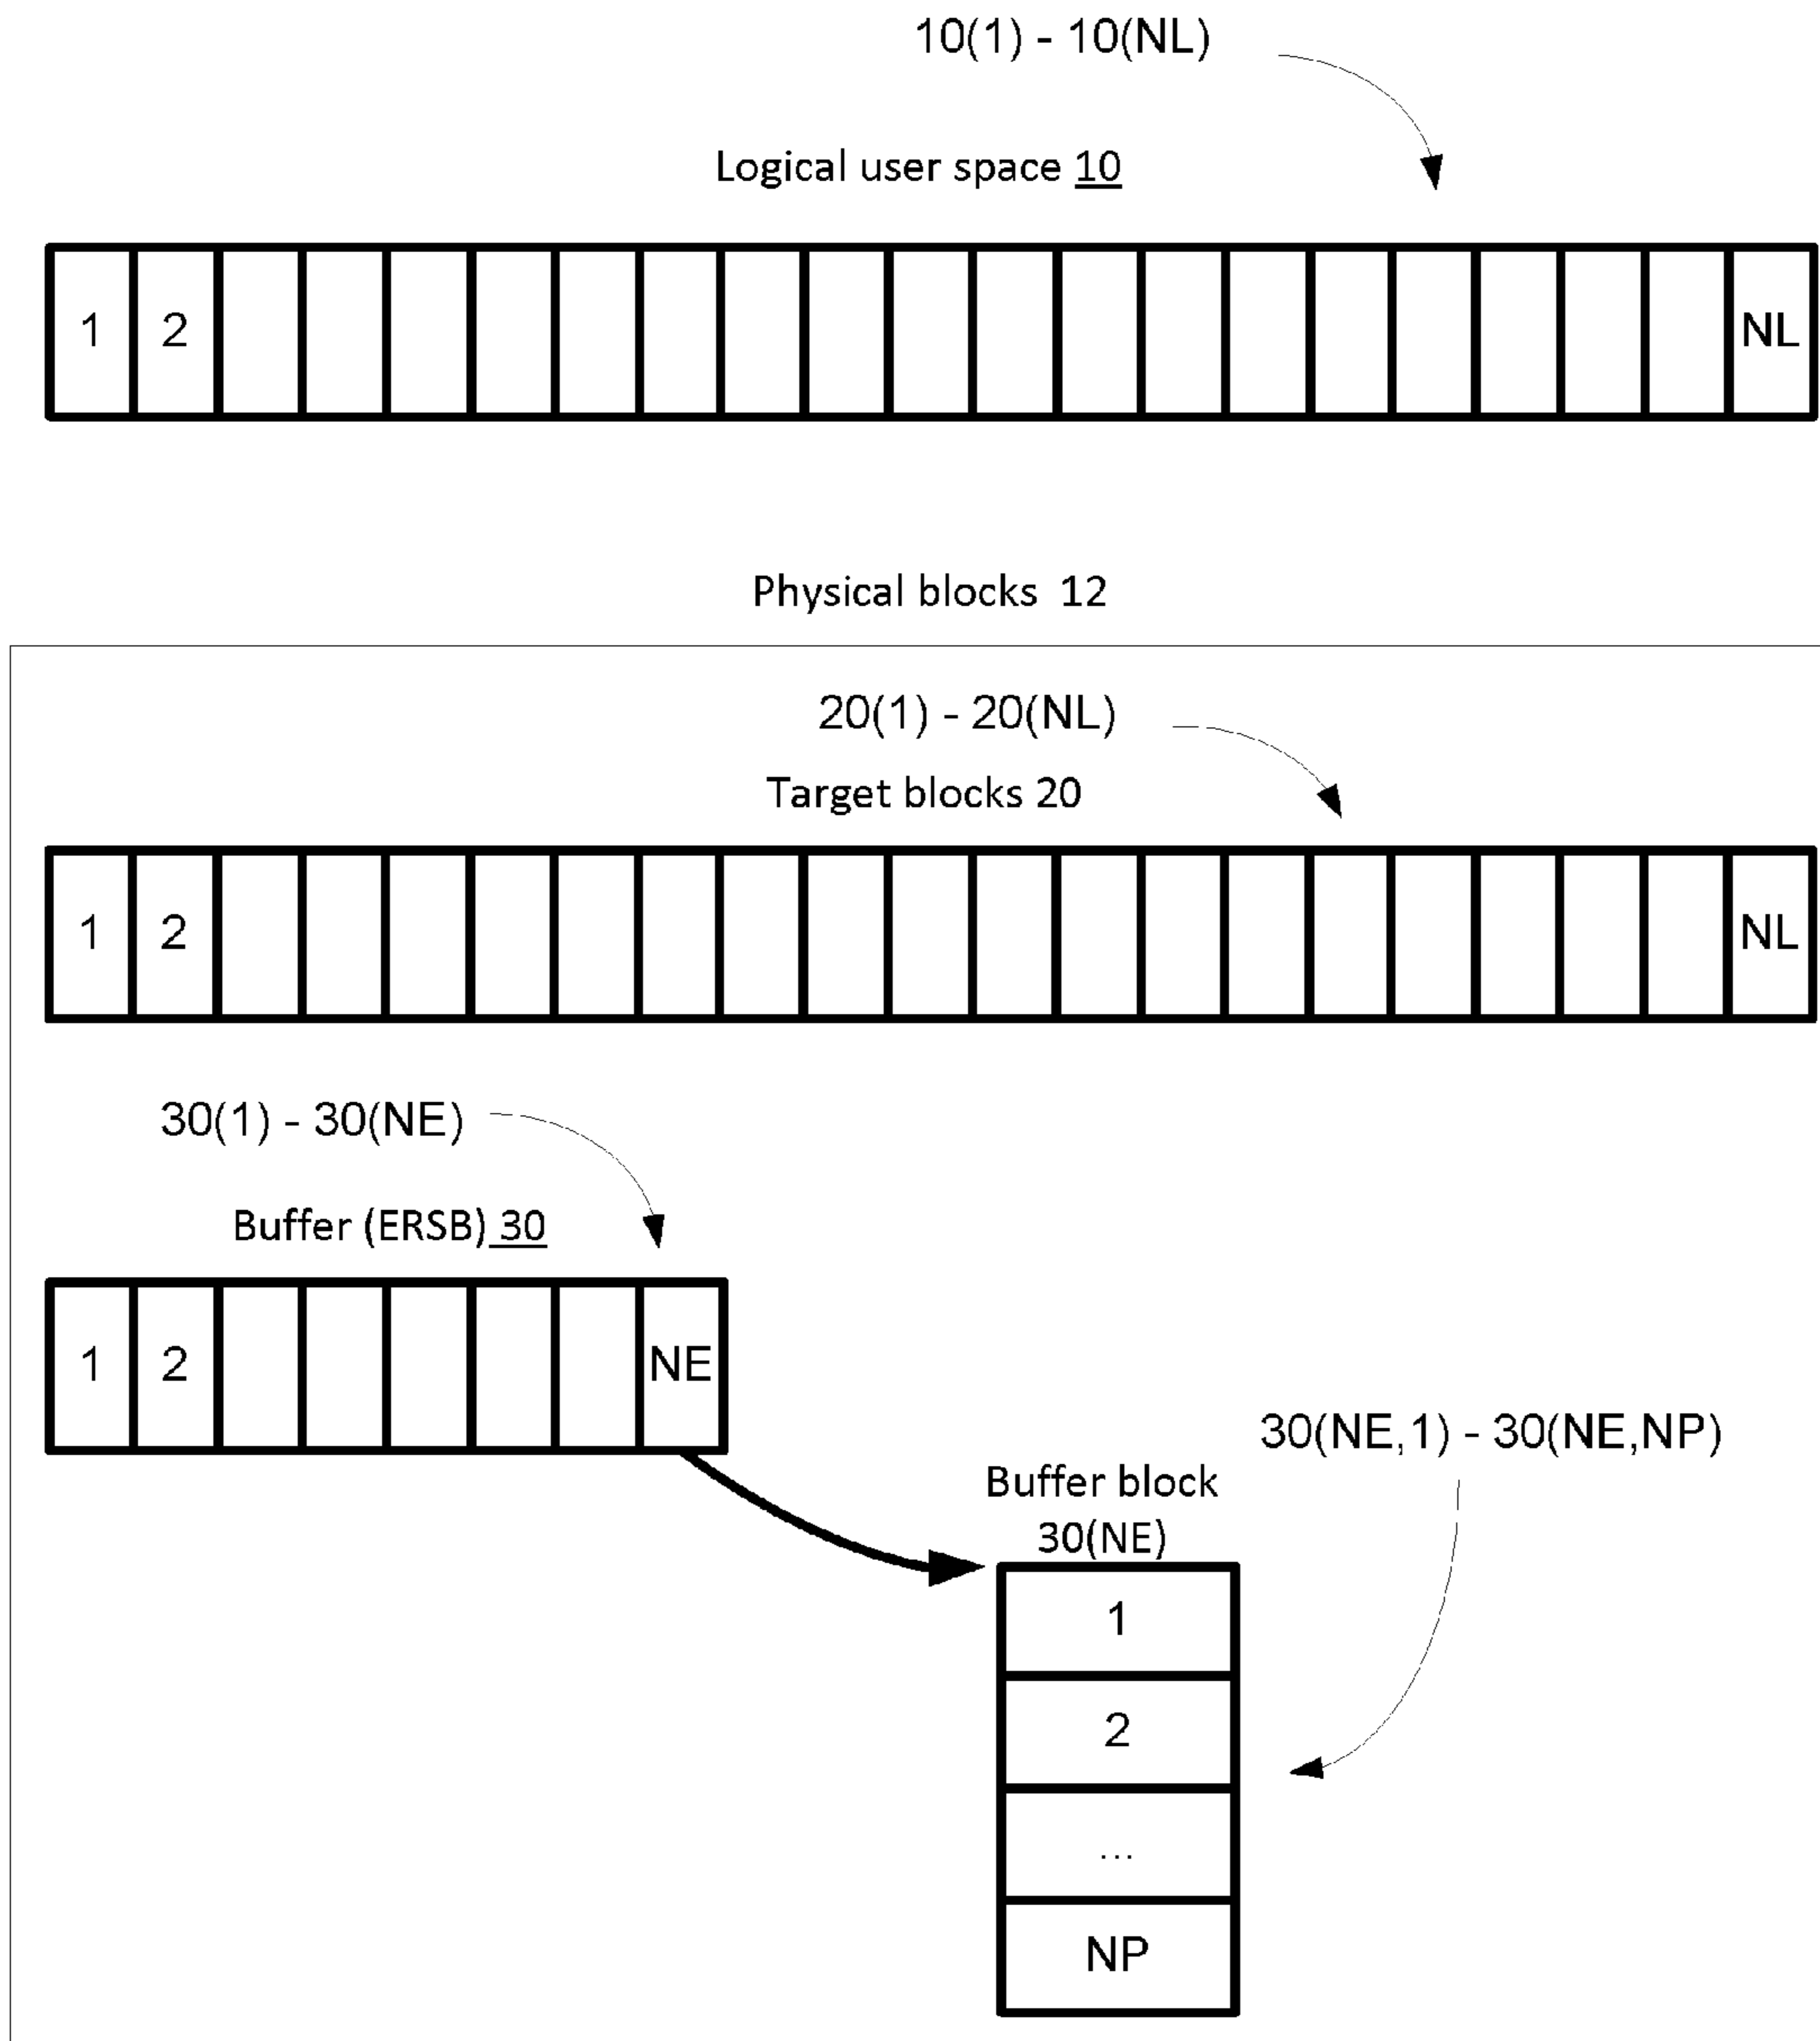 10(1) - 10(NL)
Logical user space 10
1 2 NL
Physical blocks 12
20(1) - 20(NL)
Target blocks 20
1 2 NL
30(1) - 30(NE)
Buffer (ERSB) 30
1 2 NE
30(NE,1) - 30(NE,NP)
Buffer block
30(NE)
1
2
...
NP